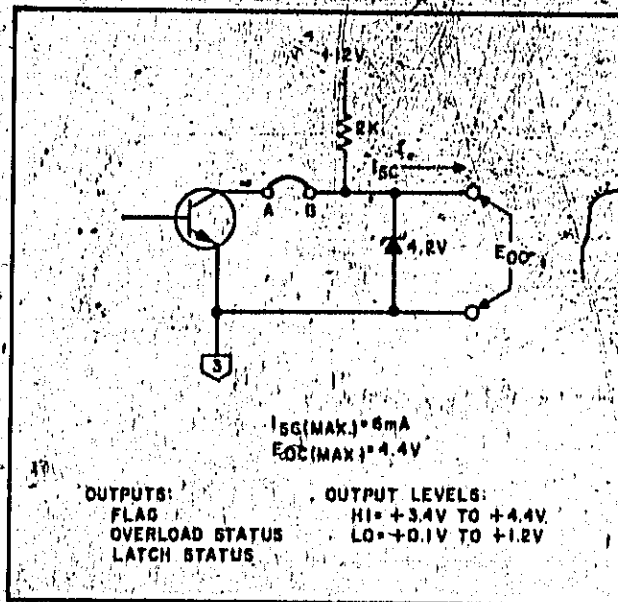 +12V
2K
ISC
A B
4.2V
EOC
3
ISC(MAX.)=6mA
EOC(MAX)=4.4V
OUTPUTS:
FLAG
OVERLOAD STATUS
LATCH STATUS
OUTPUT LEVELS:
HI=+3.4V TO +4.4V
LO=+0.1V TO +1.2V